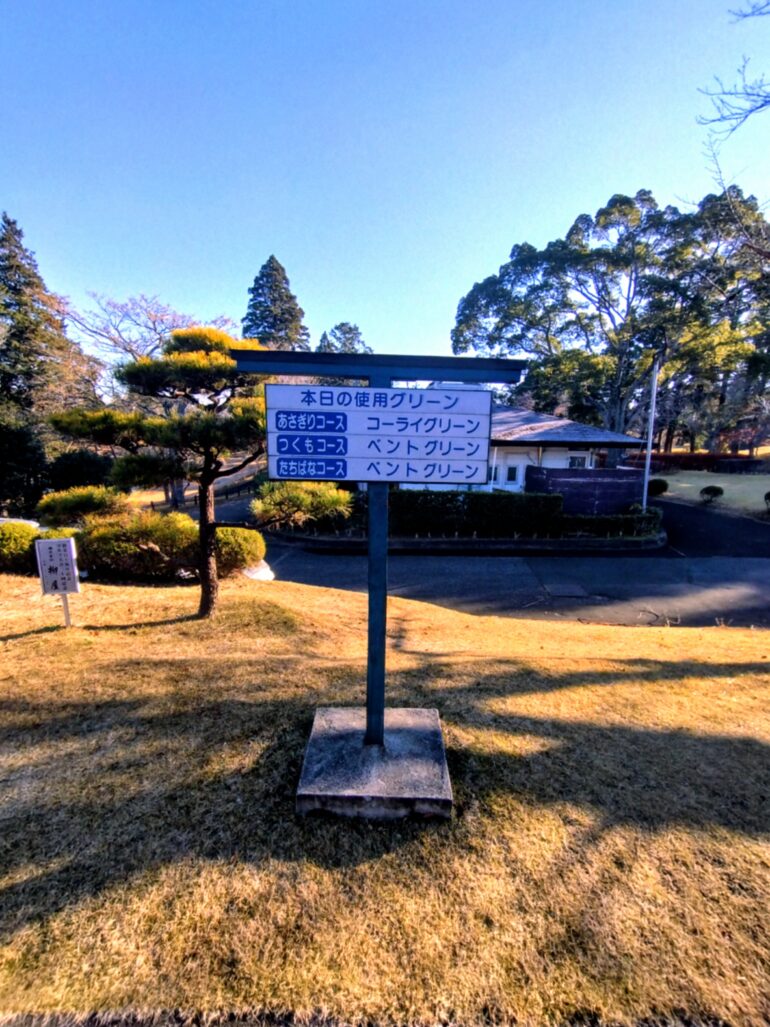 本日の使用グリーン
あさぎりコース コーライグリーン
つくもコース ベントグリーン
たちばなコース ベントグリーン